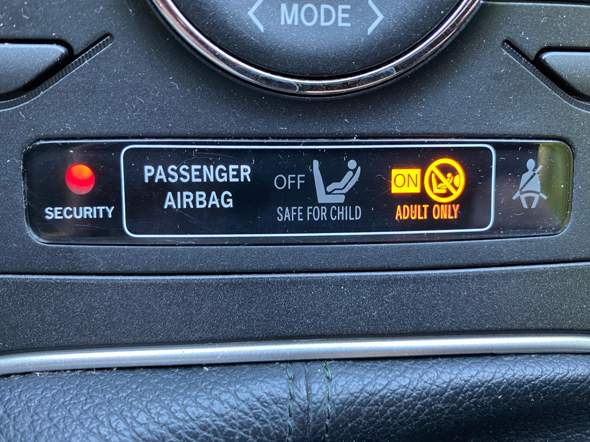 MODE
PASSENGER
AIRBAG
OFF
SAFE FOR CHILD
ON
ADULT ONLY
SECURITY